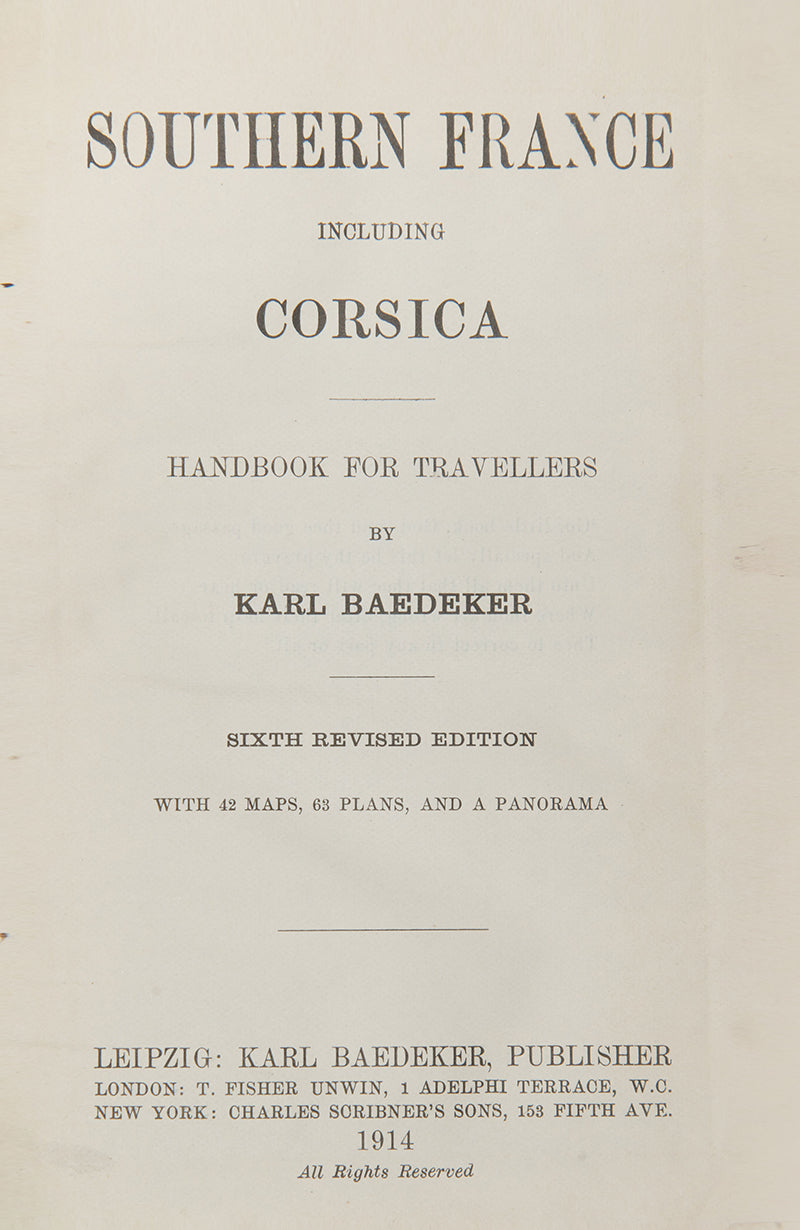 SOUTHERN FRANCE
INCLUDING
CORSICA
HANDBOOK FOR TRAVELLERS
BY
KARL BAEDEKER
SIXTH REVISED EDITION
WITH 42 MAPS, 63 PLANS, AND A PANORAMA
LEIPZIG: KARL BAEDEKER, PUBLISHER
LONDON: T. FISHER UNWIN, 1 ADELPHI TERRACE, W.C.
NEW YORK: CHARLES SCRIBNER'S SONS, 153 FIFTH AVE.
1914
All Rights Reserved